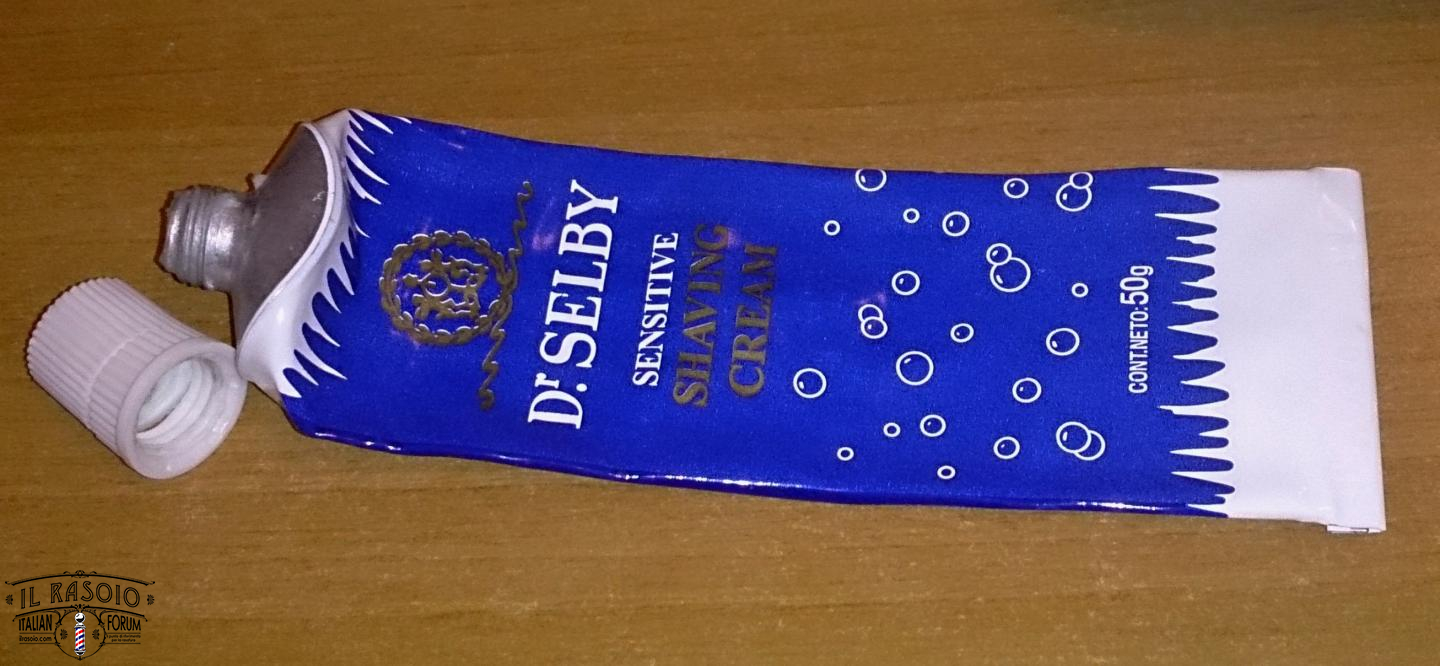 Dr. SELBY
SENSITIVE
SHAVING
CREAM
CONT.NETO: 50g
IL RASOIO
ITALIAN FORUM
ilrasoio.com